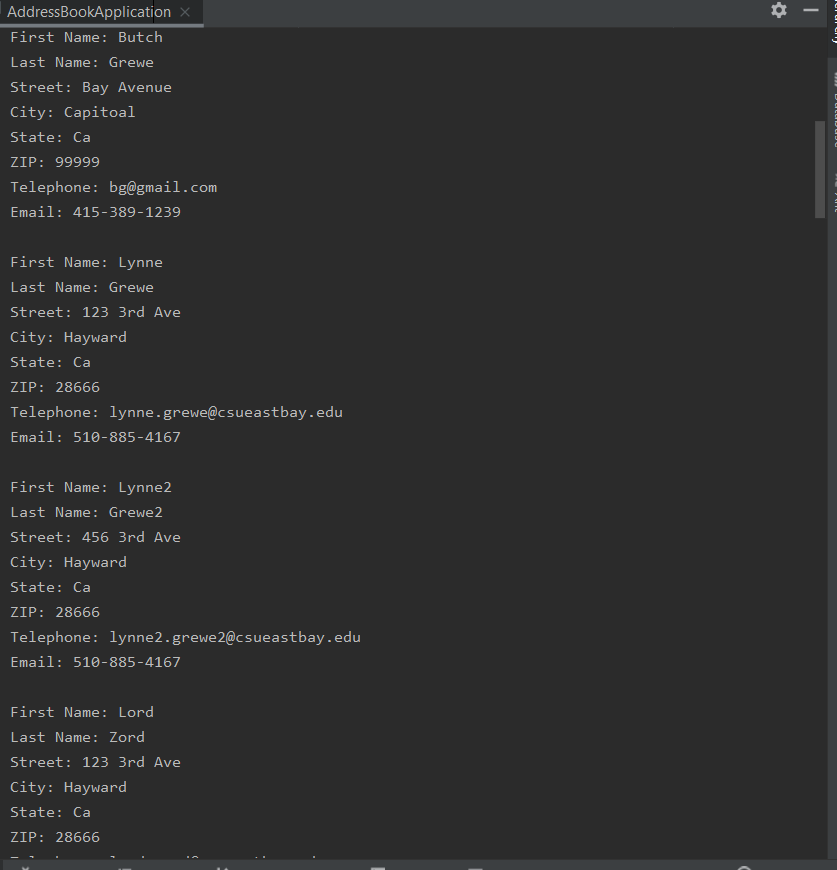 AddressBookApplication
First Name: Butch
Last Name: Grewe
Street: Bay Avenue
City: Capitoal
State: Ca
ZIP: 99999
Telephone: bg@gmail.com
Email: 415-389-1239
First Name: Lynne
Last Name: Grewe
Street: 123 3rd Ave
City: Hayward
State: Ca
ZIP: 28666
Telephone: lynne.grewe@csueastbay.edu
Email: 510-885-4167
First Name: Lynne2
Last Name: Grewe2
Street: 456 3rd Ave
City: Hayward
State: Ca
ZIP: 28666
Telephone: lynne2.grewe2@csueastbay.edu
Email: 510-885-4167
First Name: Lord
Last Name: Zord
Street: 123 3rd Ave
City: Hayward
State: Ca
ZIP: 28666